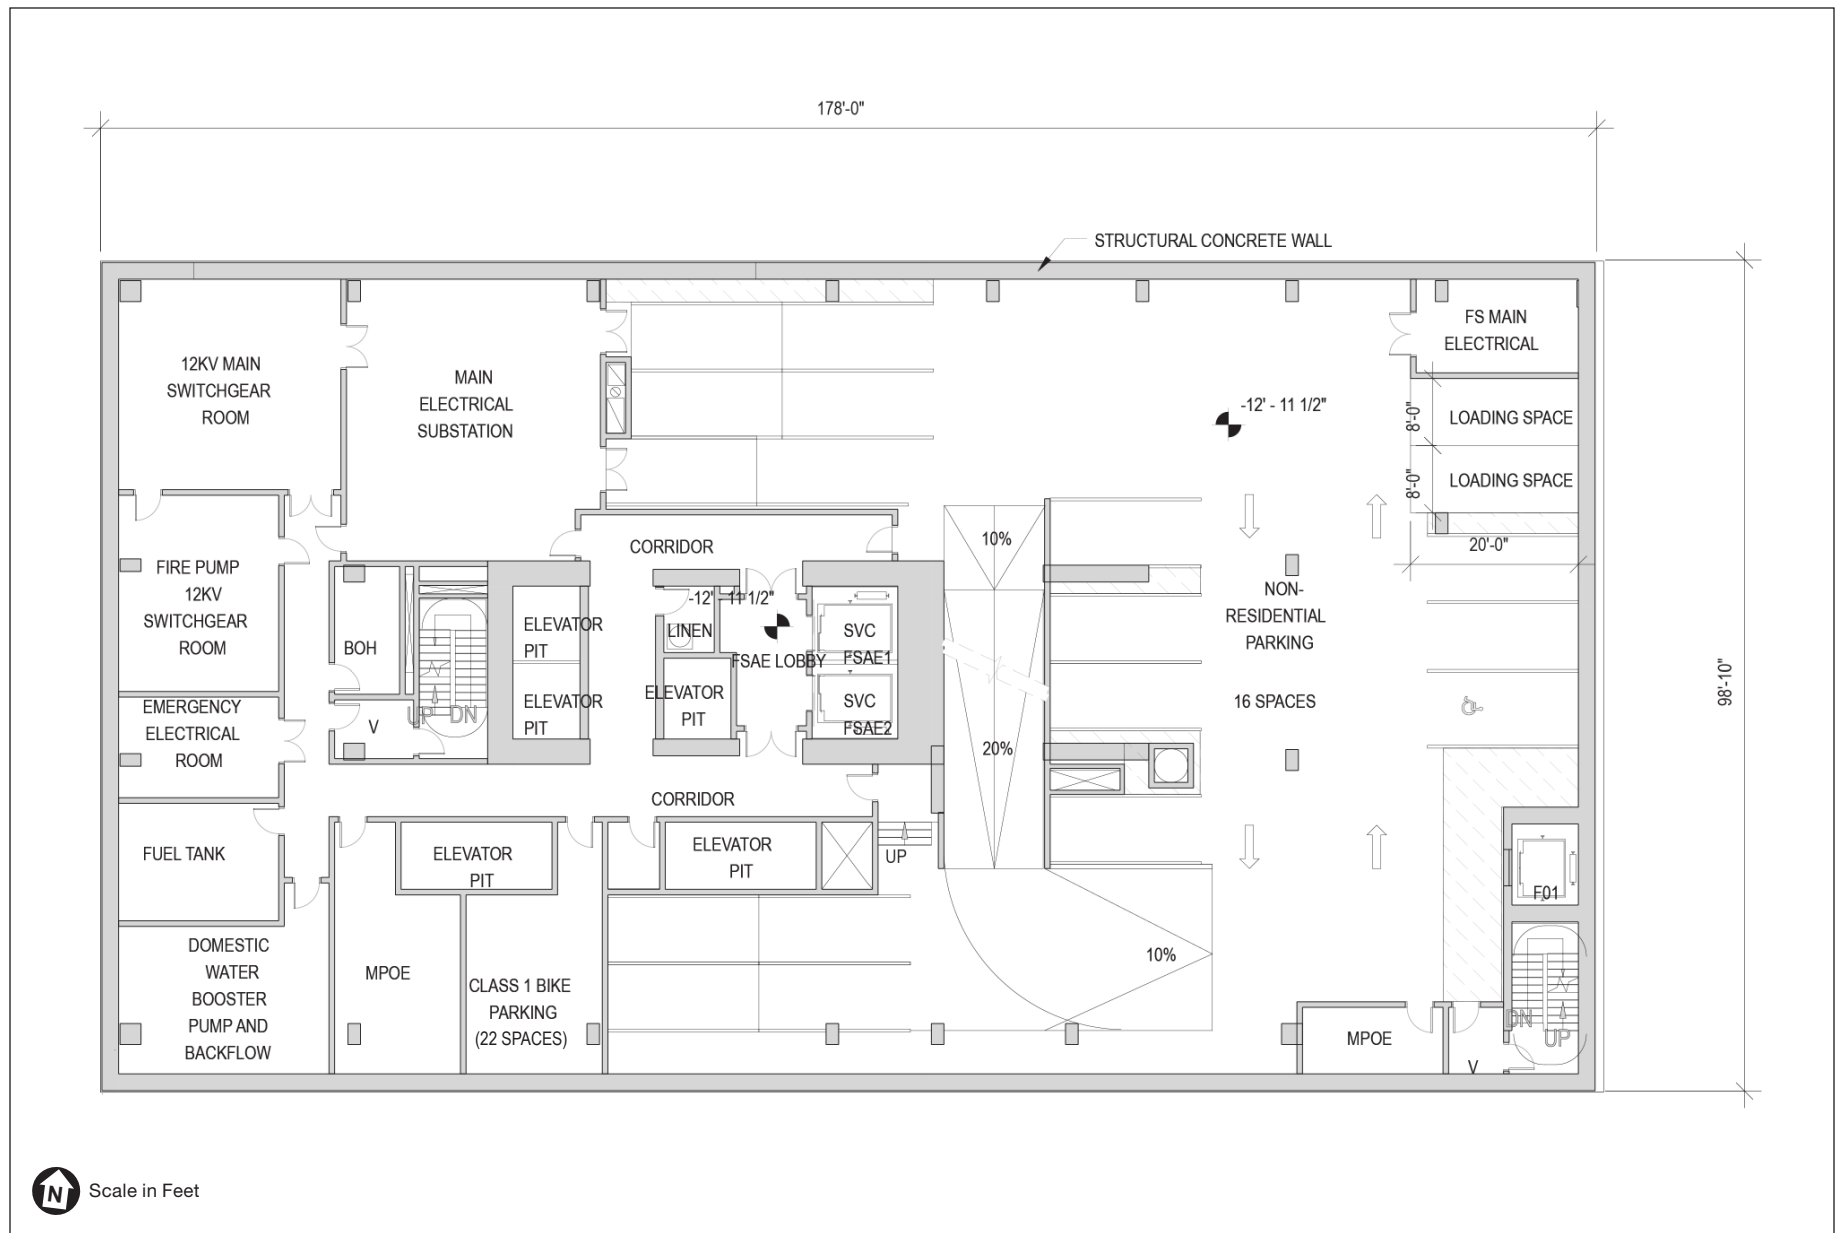 178'-0"
STRUCTURAL CONCRETE WALL
12KV MAIN
SWITCHGEAR
ROOM
MAIN
ELECTRICAL
SUBSTATION
FS MAIN
ELECTRICAL
-12' - 11 1/2"
8'-0"
LOADING SPACE
8'-0"
LOADING SPACE
20'-0"
10%
CORRIDOR
FIRE PUMP
12KV
SWITCHGEAR
ROOM
BOH
ELEVATOR
PIT
ELEVATOR
PIT
-12' - 11 1/2"
LINEN
FSAE LOBBY
ELEVATOR
PIT
SVC
FSAE1
SVC
FSAE2
NON-
RESIDENTIAL
PARKING
16 SPACES
98'-10"
EMERGENCY
ELECTRICAL
ROOM
V
UP
DN
20%
CORRIDOR
FUEL TANK
ELEVATOR
PIT
ELEVATOR
PIT
UP
F01
DOMESTIC
WATER
BOOSTER
PUMP AND
BACKFLOW
MPOE
CLASS 1 BIKE
PARKING
(22 SPACES)
10%
MPOE
V
DN
UP
N
Scale in Feet